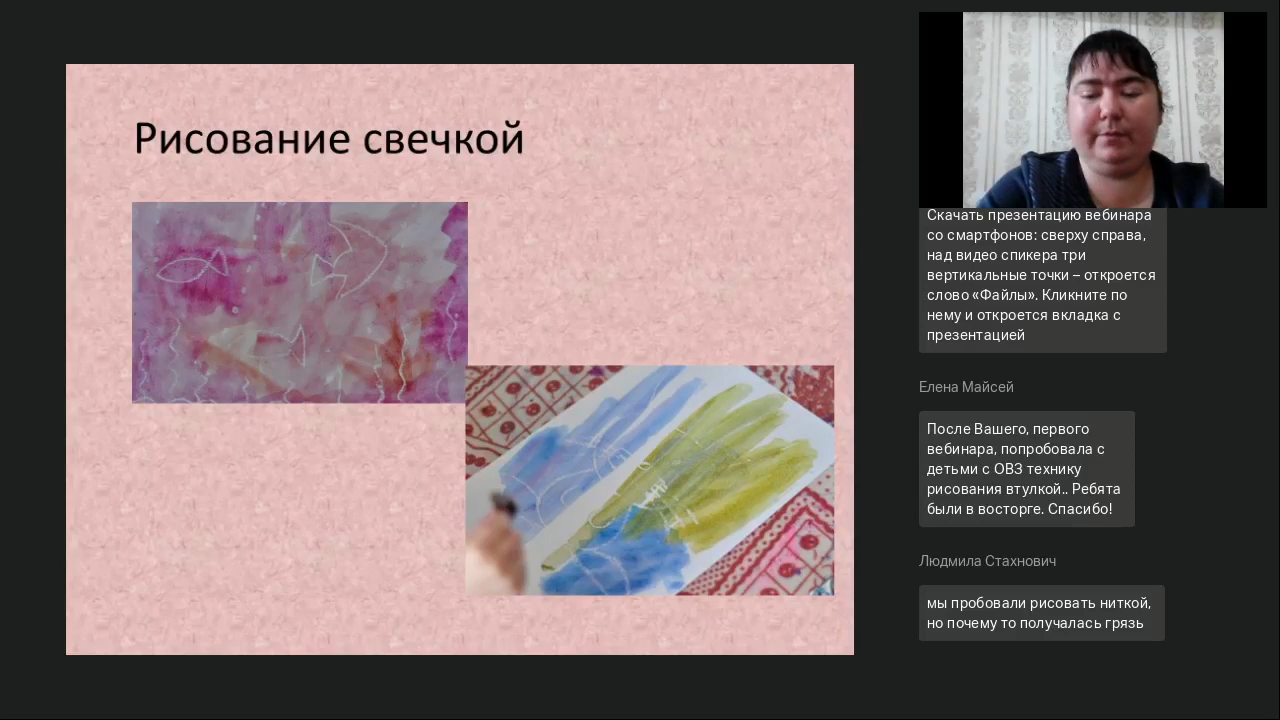 Рисование свечкой
Скачать презентацию вебинара
со смартфонов: сверху справа,
над видео спикера три
вертикальные точки – откроется
слово «Файлы». Кликните по
нему и откроется вкладка с
презентацией
Елена Майсей
После Вашего, первого
вебинара, попробовала с
детьми с ОВЗ технику
рисования втулкой.. Ребята
были в восторге. Спасибо!
Людмила Стахнович
мы пробовали рисовать ниткой,
но почему то получалась грязь